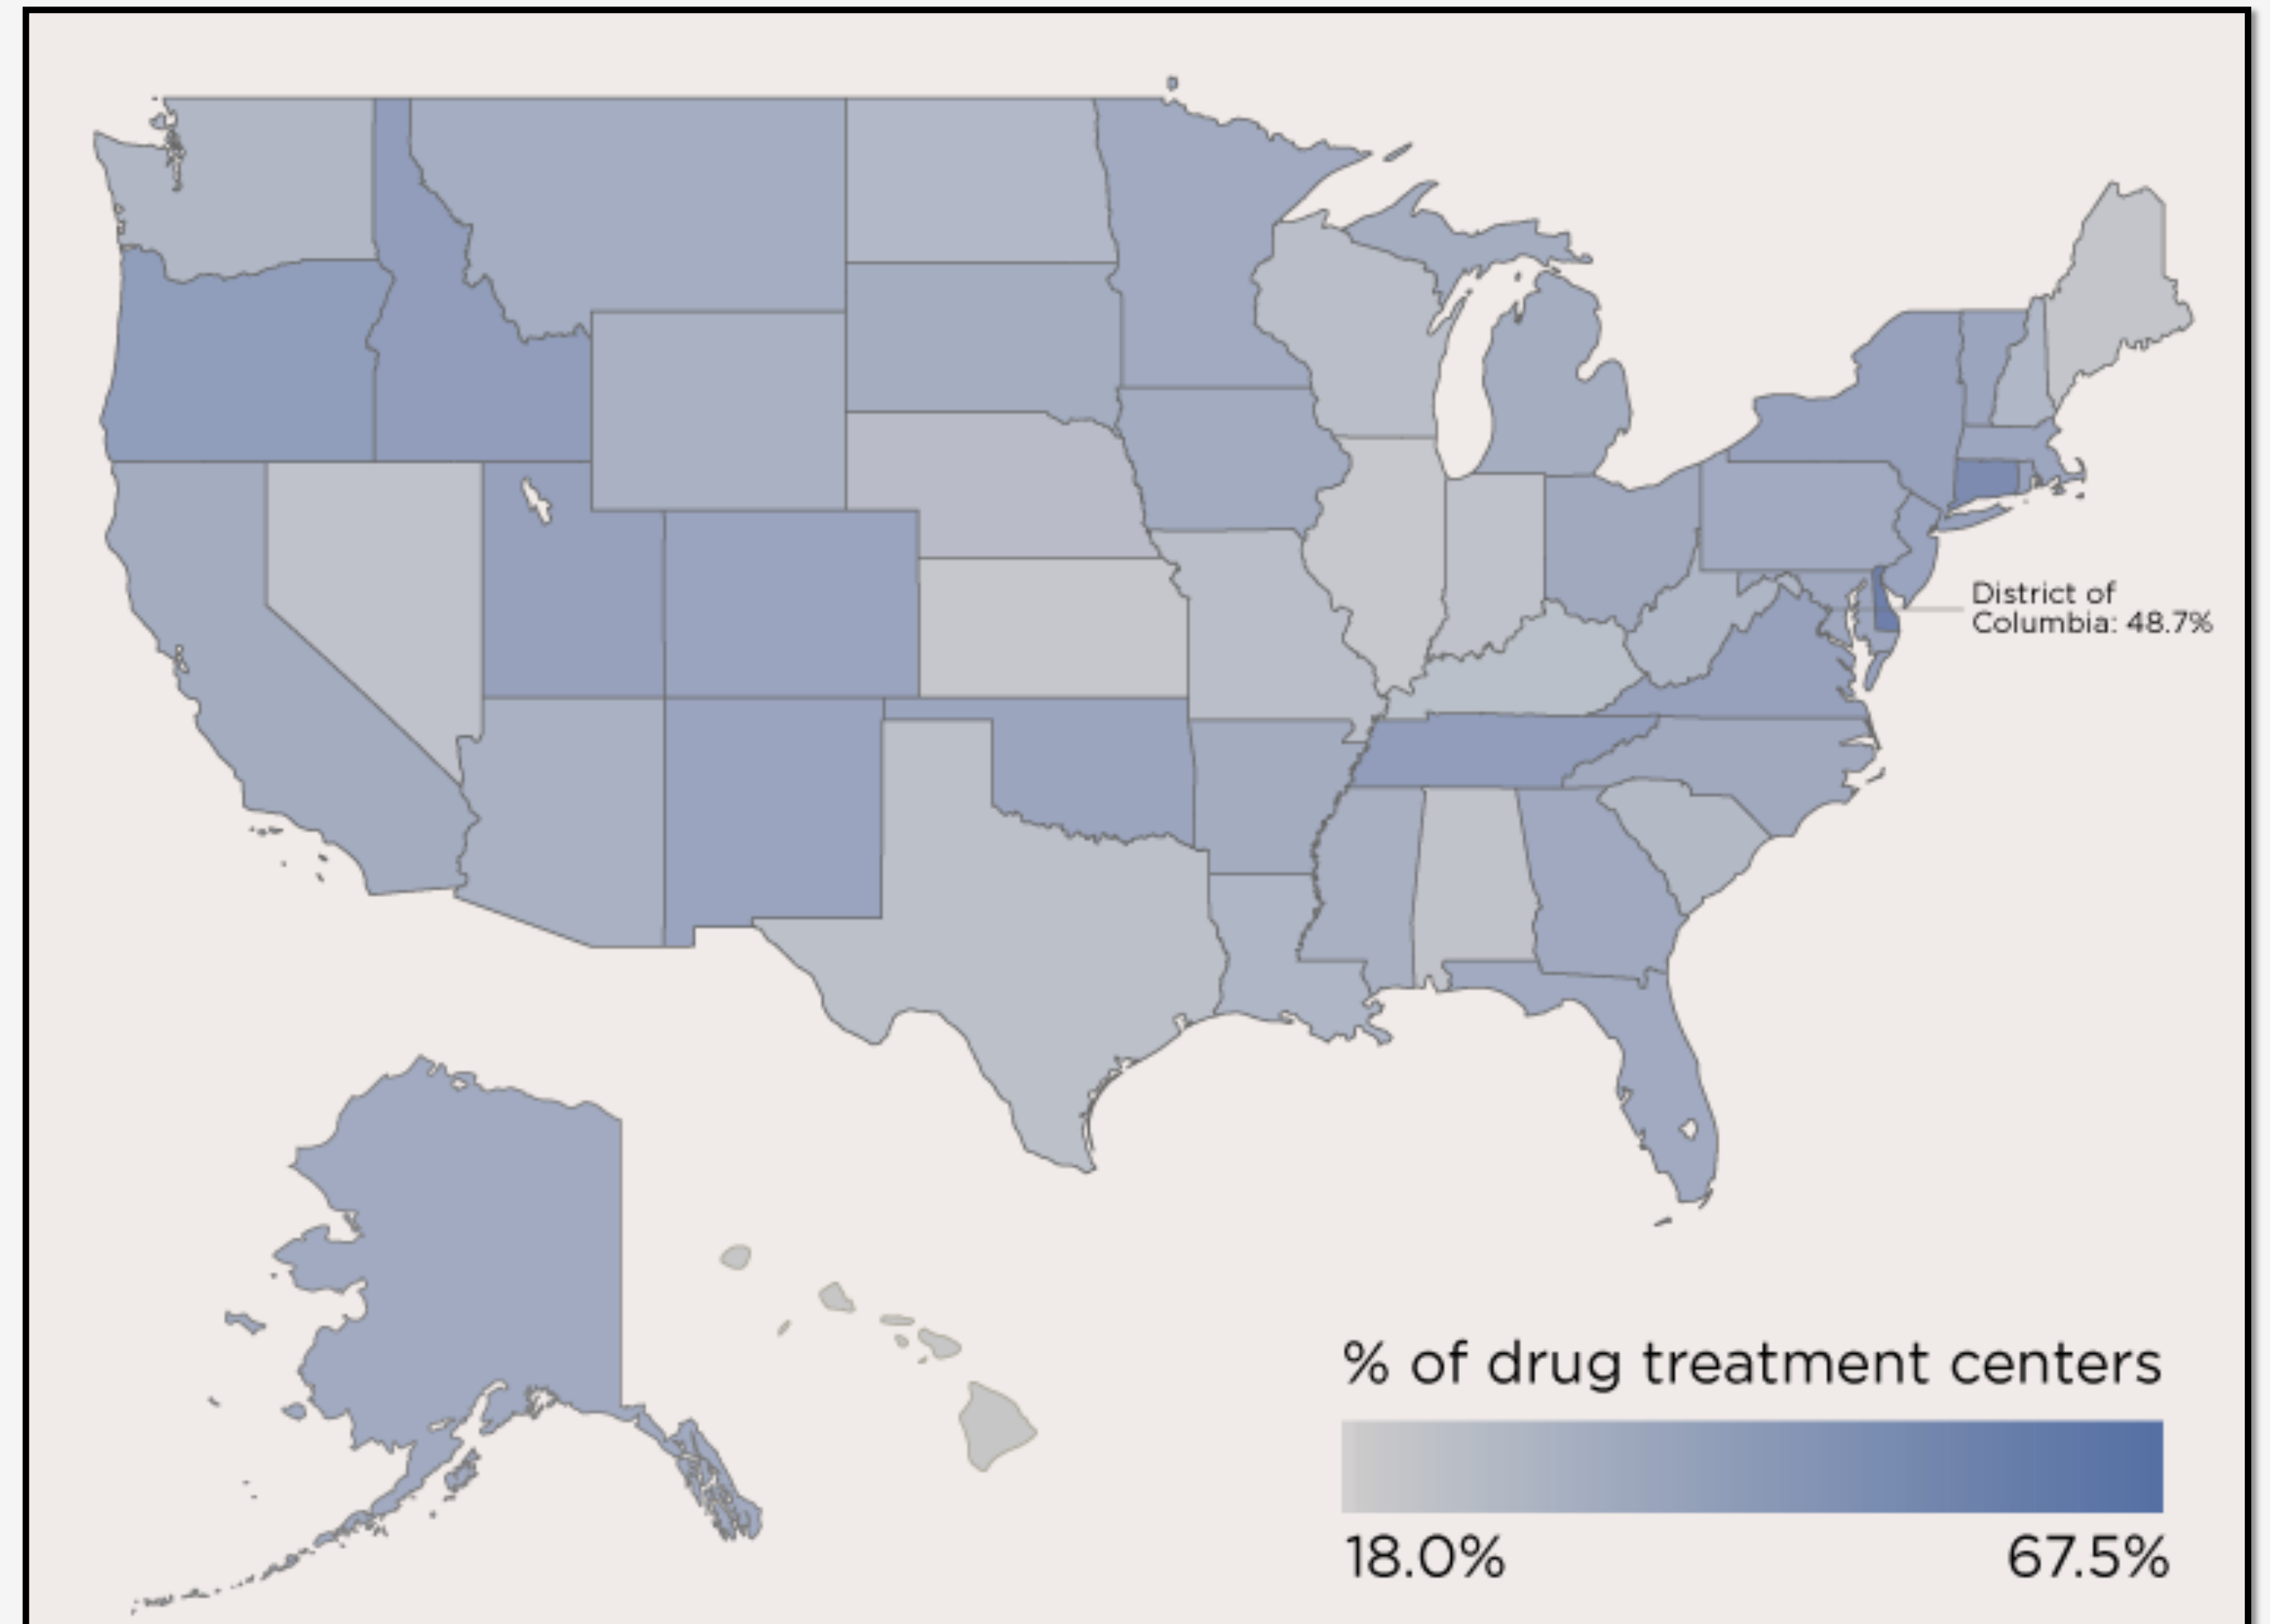 District of
Columbia: 48.7%
% of drug treatment centers
18.0%
67.5%